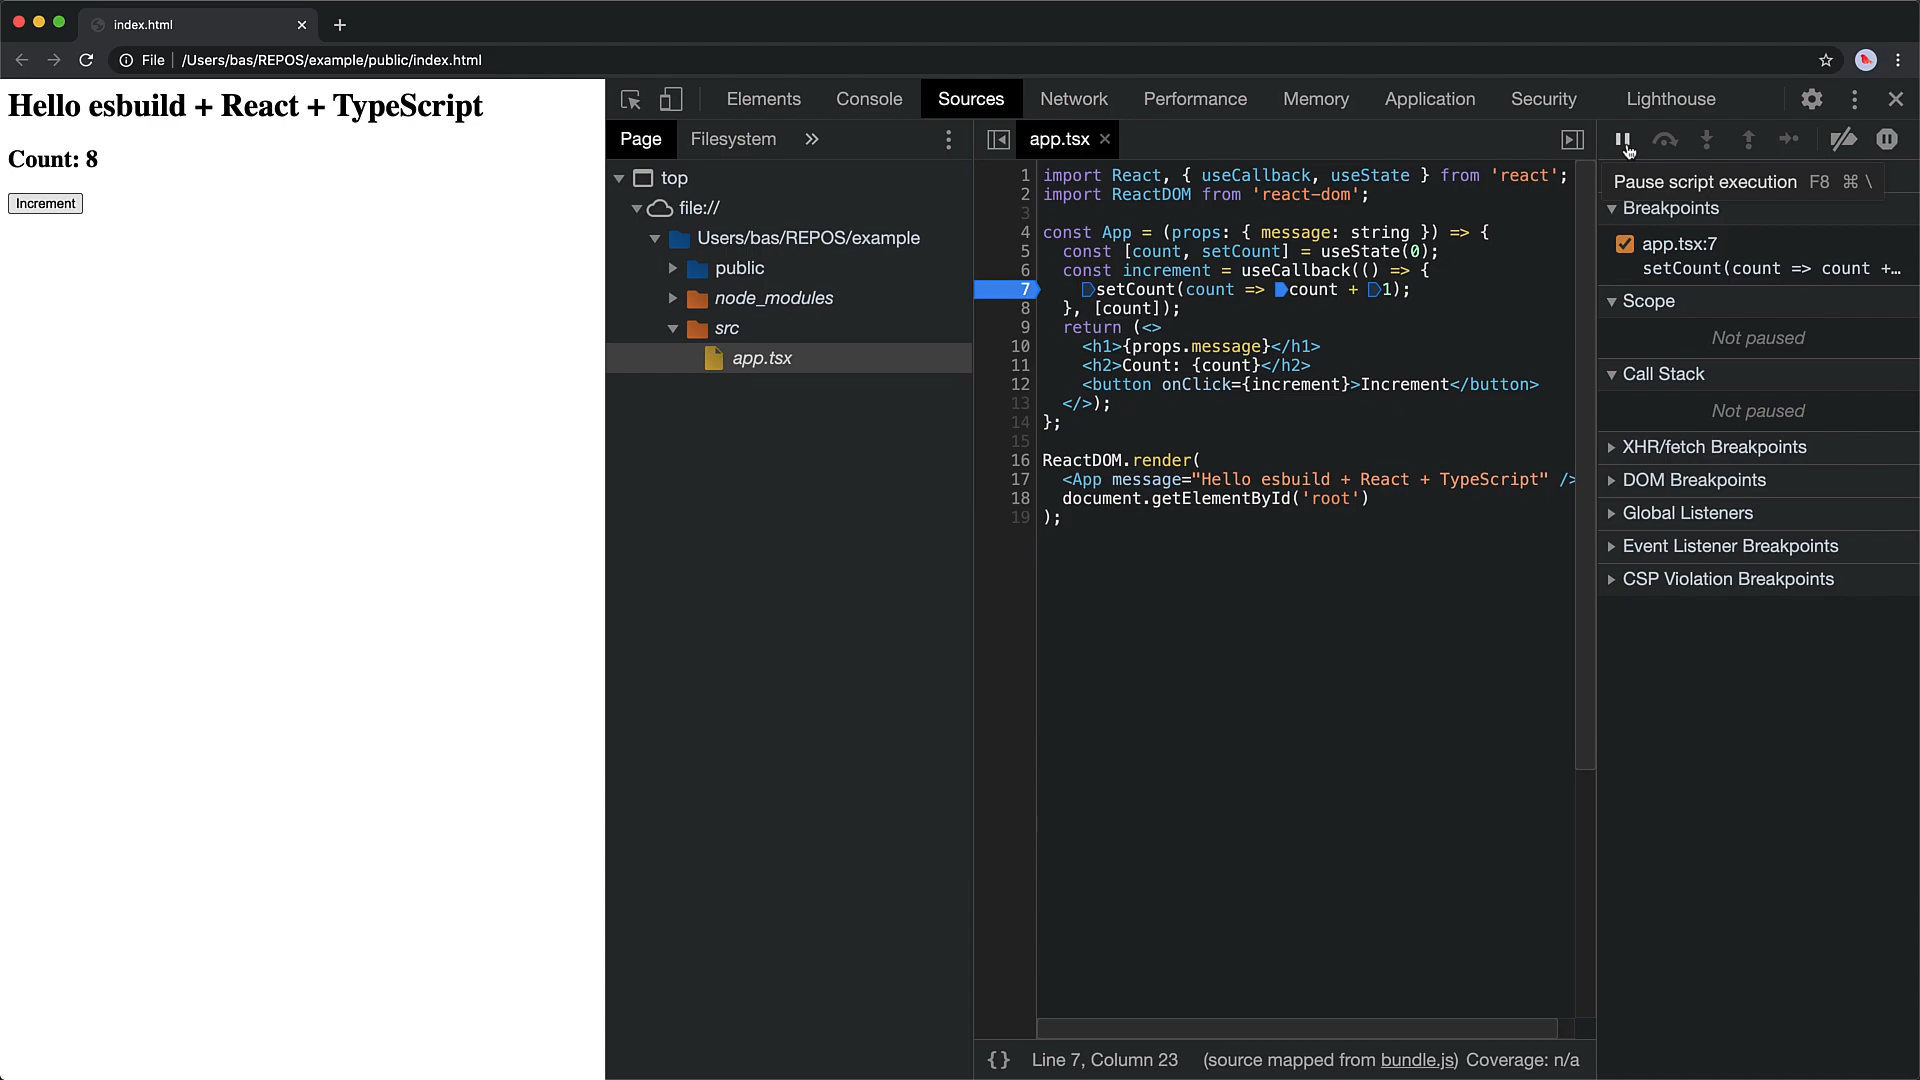 index.html
File /Users/bas/REPOS/example/public/index.html
Hello esbuild + React + TypeScript
Count: 8
Increment
Elements Console Sources Network Performance Memory Application Security Lighthouse
Page Filesystem »
top
file://
Users/bas/REPOS/example
public
node_modules
src
app.tsx
app.tsx
1 import React, { useCallback, useState } from 'react';
2 import ReactDOM from 'react-dom';
3
4 const App = (props: { message: string }) => {
5 const [count, setCount] = useState(0);
6 const increment = useCallback(() => {
7 setCount(count => count + 1);
8 }, [count]);
9 return (<>
10 <h1>{props.message}</h1>
11 <h2>Count: {count}</h2>
12 <button onClick={increment}>Increment</button>
13 </>);
14 };
15
16 ReactDOM.render(
17 <App message="Hello esbuild + React + TypeScript" />
18 document.getElementById('root')
19 );
{} Line 7, Column 23 (source mapped from bundle.js) Coverage: n/a
Pause script execution F8 ⌘ \
Breakpoints
app.tsx:7
setCount(count => count +…
Scope
Not paused
Call Stack
Not paused
XHR/fetch Breakpoints
DOM Breakpoints
Global Listeners
Event Listener Breakpoints
CSP Violation Breakpoints